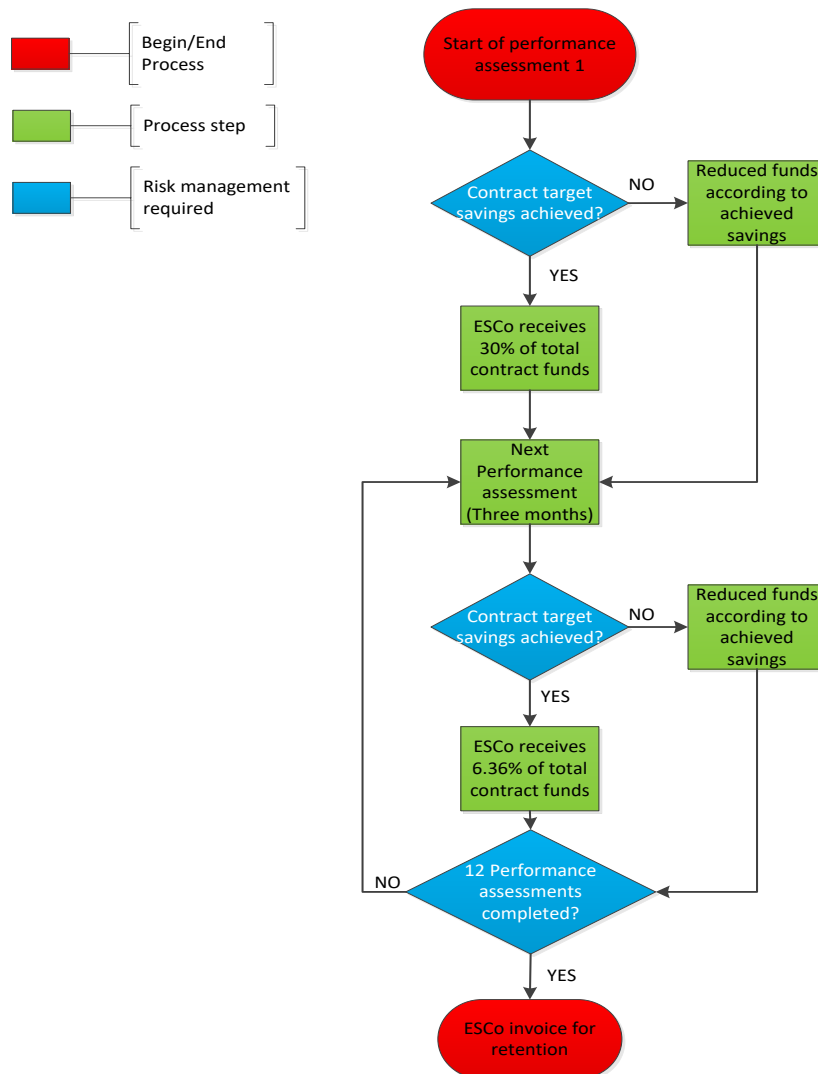 Begin/End
Process
Process step
Risk management
required
Start of performance
assessment 1
Contract target
savings achieved?
NO
Reduced funds
according to
achieved
savings
YES
ESCo receives
30% of total
contract funds
Next
Performance
assessment
(Three months)
Contract target
savings achieved?
NO
Reduced funds
according to
achieved
savings
YES
ESCo receives
6.36% of total
contract funds
12 Performance
assessments
completed?
NO
YES
ESCo invoice for
retention